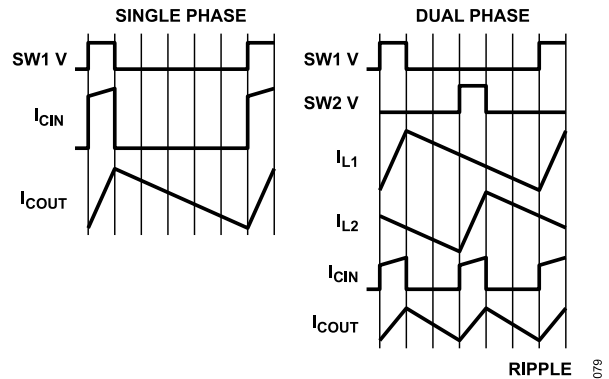 SINGLE PHASE
SW1 V
ICIN
ICOUT
DUAL PHASE
SW1 V
SW2 V
IL1
IL2
ICIN
ICOUT
RIPPLE
079